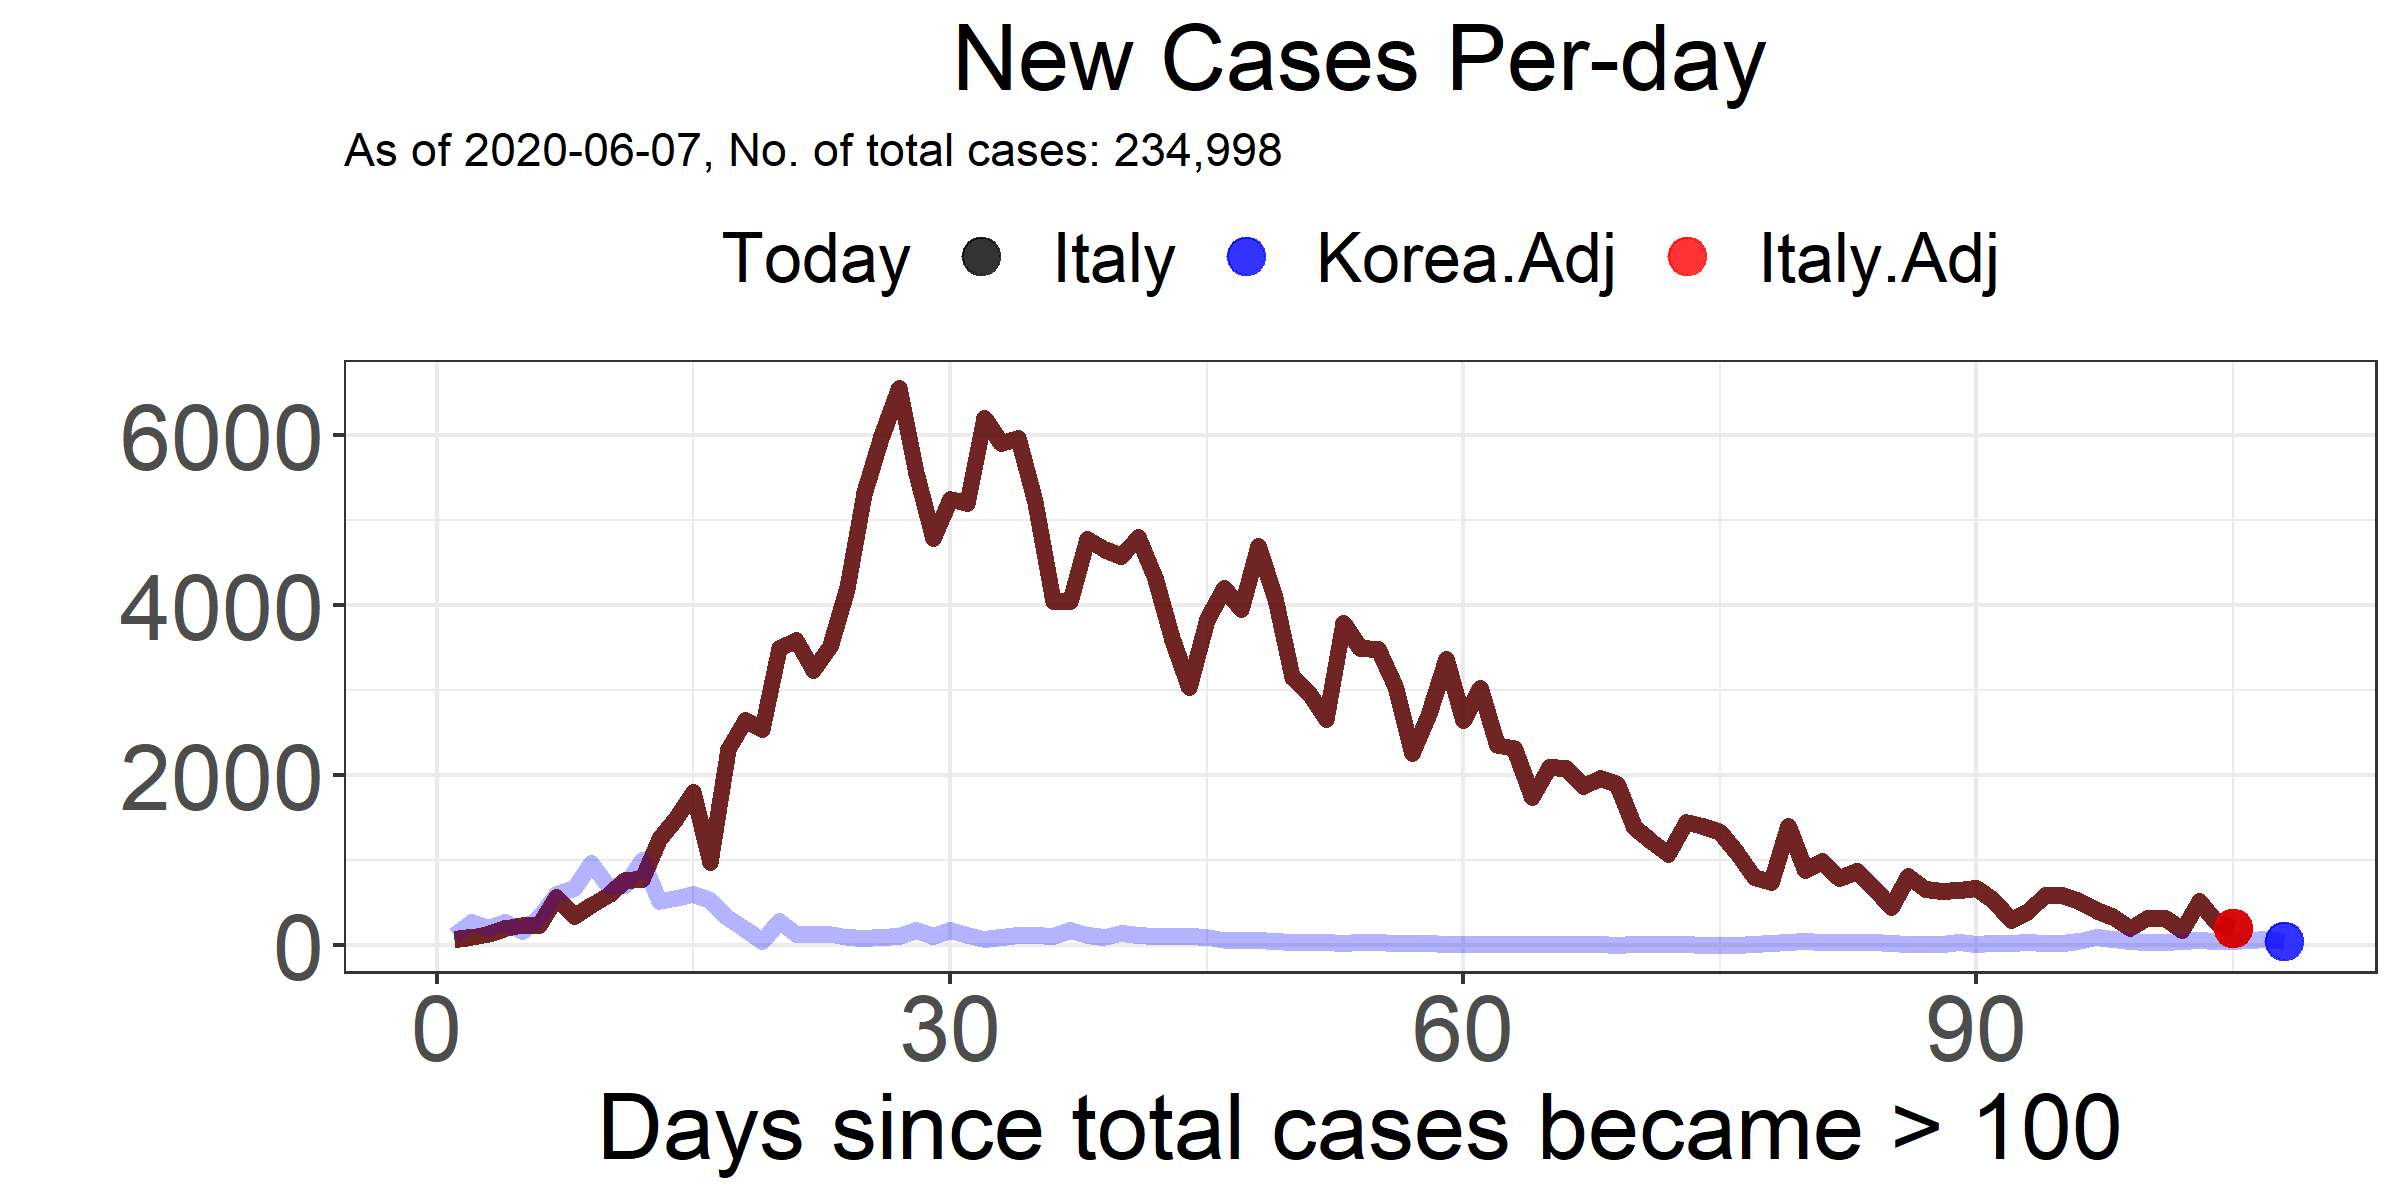 New Cases Per-day
As of 2020-06-07, No. of total cases: 234,998
Today Italy Korea.Adj Italy.Adj
6000
4000
2000
0
0 30 60 90
Days since total cases became > 100